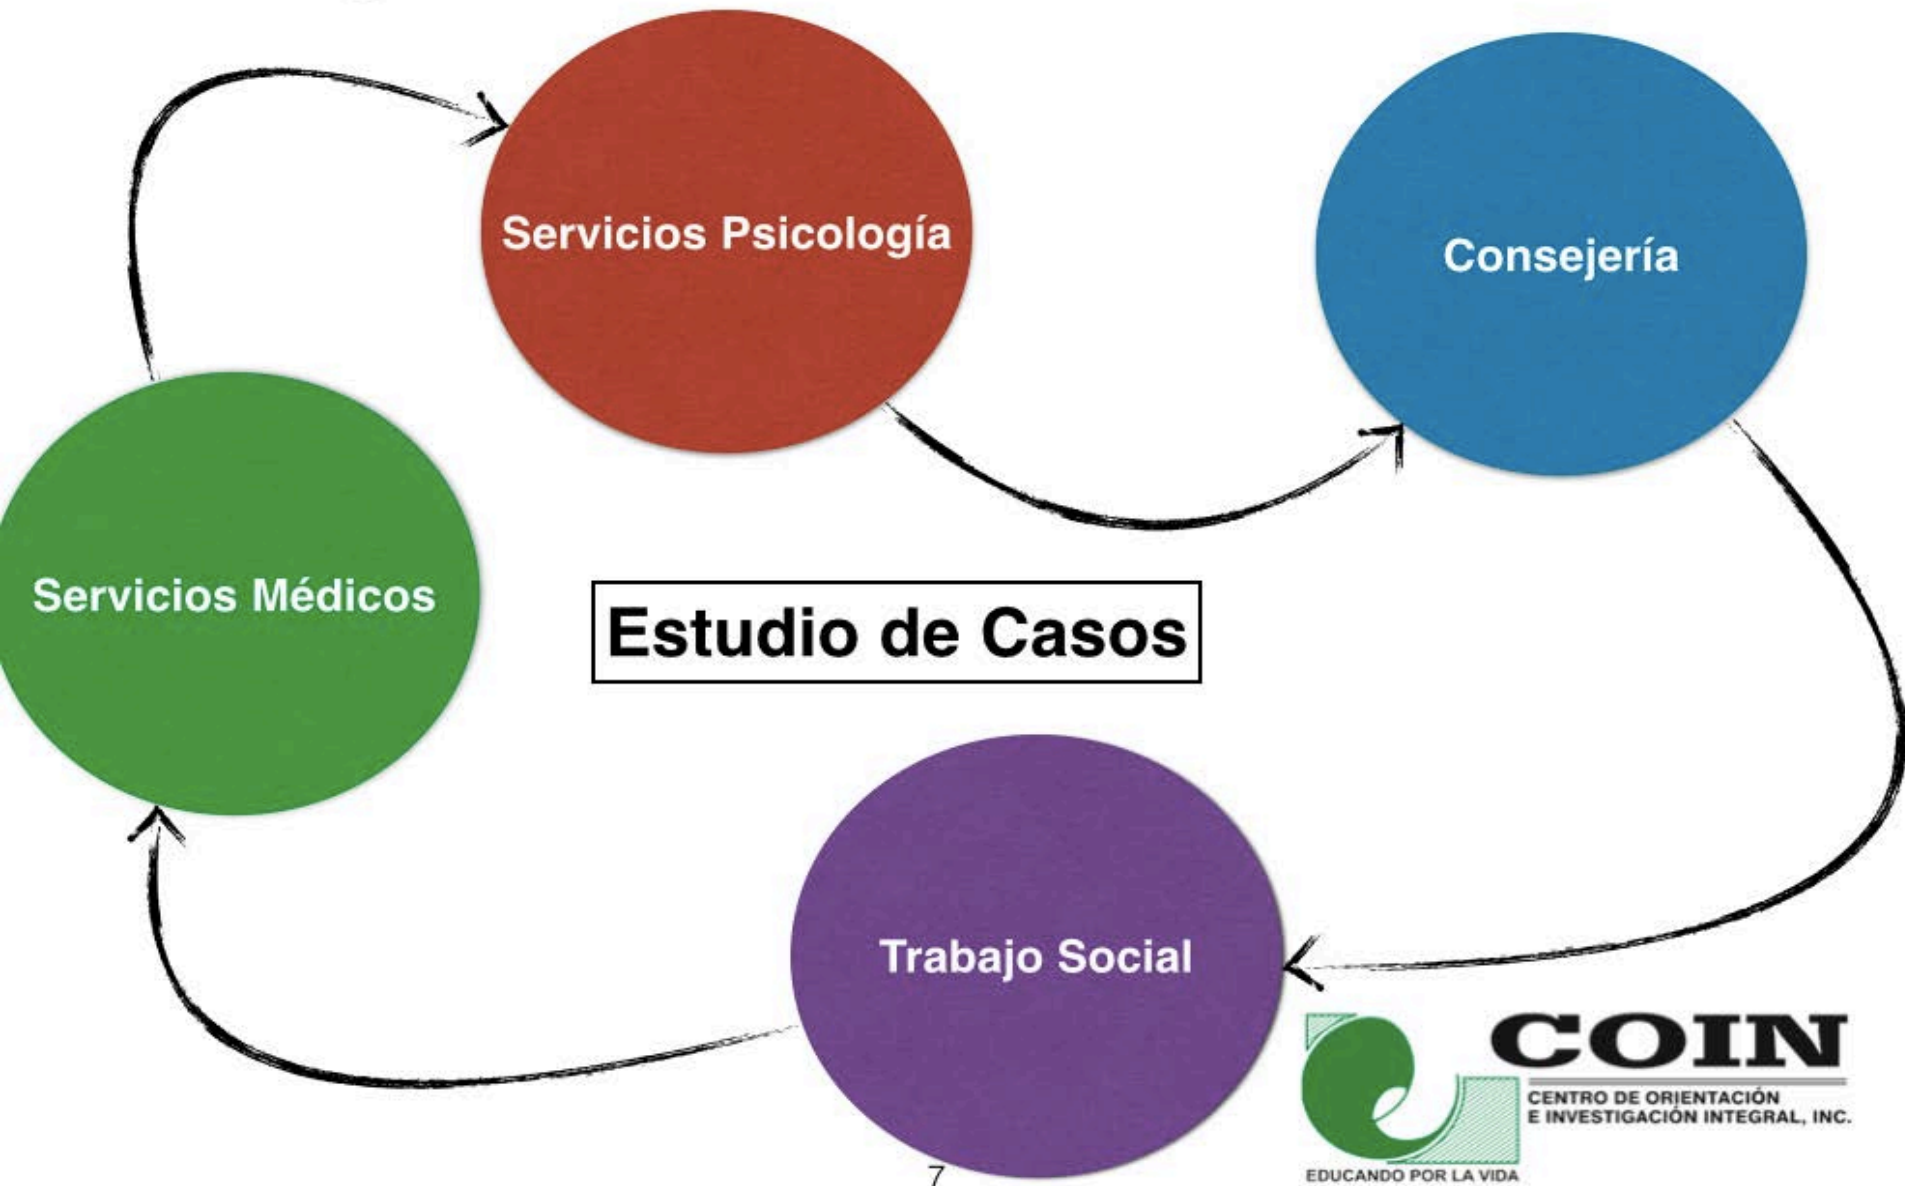 Servicios Psicología
Consejería
Servicios Médicos
Estudio de Casos
Trabajo Social
COIN
CENTRO DE ORIENTACIÓN
E INVESTIGACIÓN INTEGRAL, INC.
EDUCANDO POR LA VIDA
7